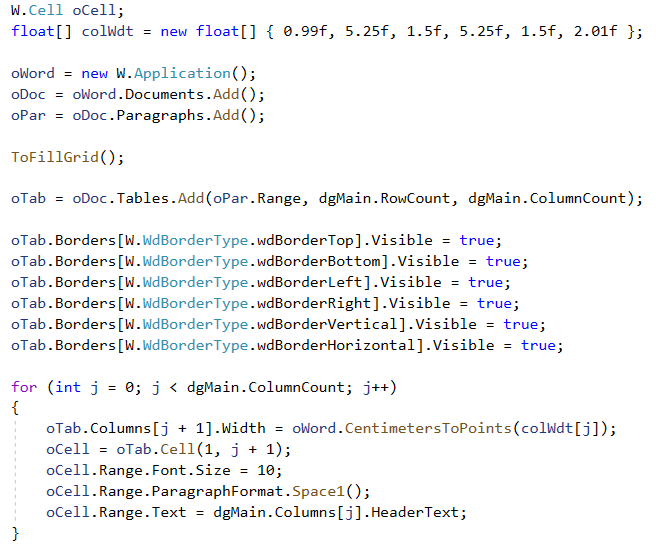 W.Cell oCell;
float[] colWdt = new float[] { 0.99f, 5.25f, 1.5f, 5.25f, 1.5f, 2.01f };
oWord = new W.Application();
oDoc = oWord.Documents.Add();
oPar = oDoc.Paragraphs.Add();
ToFillGrid();
oTab = oDoc.Tables.Add(oPar.Range, dgMain.RowCount, dgMain.ColumnCount);
oTab.Borders[W.WdBorderType.wdBorderTop].Visible = true;
oTab.Borders[W.WdBorderType.wdBorderBottom].Visible = true;
oTab.Borders[W.WdBorderType.wdBorderLeft].Visible = true;
oTab.Borders[W.WdBorderType.wdBorderRight].Visible = true;
oTab.Borders[W.WdBorderType.wdBorderVertical].Visible = true;
oTab.Borders[W.WdBorderType.wdBorderHorizontal].Visible = true;
for (int j = 0; j < dgMain.ColumnCount; j++)
{
    oTab.Columns[j + 1].Width = oWord.CentimetersToPoints(colWdt[j]);
    oCell = oTab.Cell(1, j + 1);
    oCell.Range.Font.Size = 10;
    oCell.Range.ParagraphFormat.Space1();
    oCell.Range.Text = dgMain.Columns[j].HeaderText;
}